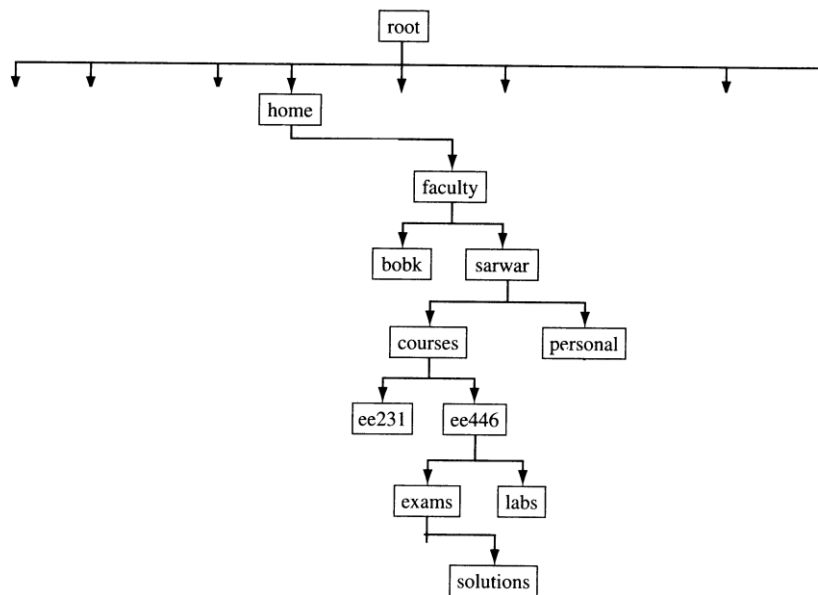 root
home
faculty
bobk
sarwar
courses
personal
ee231
ee446
exams
labs
solutions